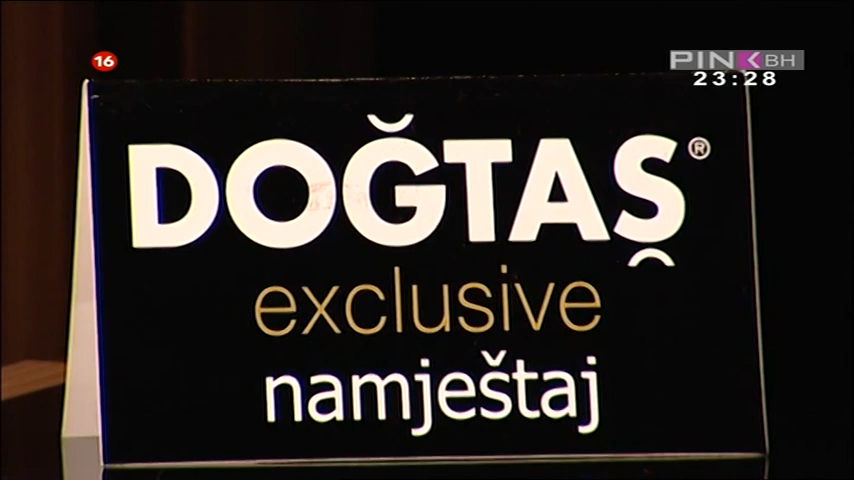 16
PINK BH
23:28
DOĞTAŞ®
exclusive
namještaj